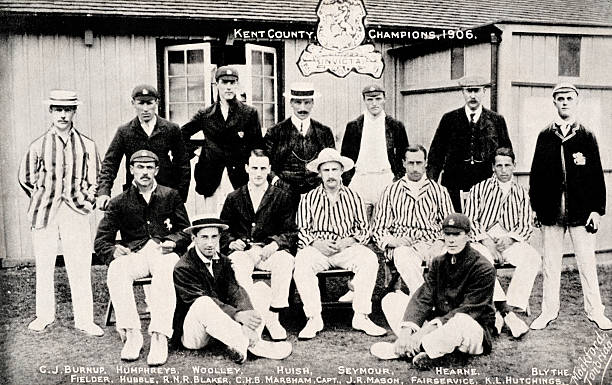 KENT COUNTY, CHAMPIONS, 1906.
INVICTA
C.J. BURNUP, HUMPHREYS, WOOLLEY, HUISH, SEYMOUR, HEARNE, BLYTHE,
FIELDER, HUBBLE, R.N.R. BLAKER, C.H.B. MARSHAM, CAPT., J.R. MASON, FAIRSERVICE, K.L. HUTCHINGS.